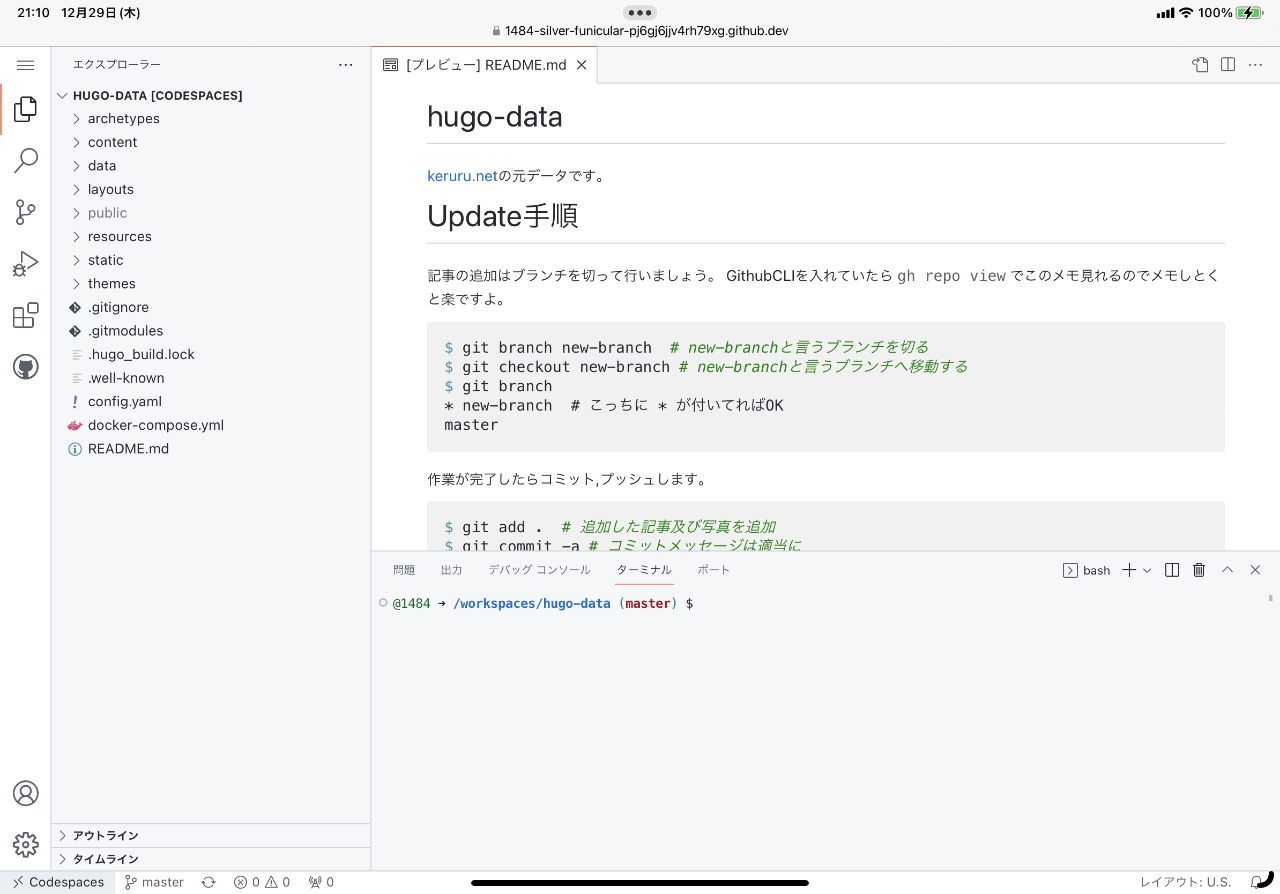 21:10 12月29日(木)
100%
1484-silver-funicular-pj6gj6jjv4rh79xg.github.dev
エクスプローラー
HUGO-DATA [CODESPACES]
archetypes
content
data
layouts
public
resources
static
themes
.gitignore
.gitmodules
.hugo_build.lock
.well-known
config.yaml
docker-compose.yml
README.md
アウトライン
タイムライン
[プレビュー] README.md
hugo-data
keruru.netの元データです。
Update手順
記事の追加はブランチを切って行いましょう。 GithubCLIを入れていたら gh repo view でこのメモ見れるのでメモしとく
と楽ですよ。
$ git branch new-branch  # new-branchと言うブランチを切る
$ git checkout new-branch # new-branchと言うブランチへ移動する
$ git branch
* new-branch  # こっちに * が付いてればOK
master
作業が完了したらコミット,プッシュします。
$ git add .  # 追加した記事及び写真を追加
$ git commit -a # コミットメッセージは適当に
問題 出力 デバッグ コンソール ターミナル ポート
bash
@1484 → /workspaces/hugo-data (master) $
Codespaces master 0 0 0
レイアウト: U.S.